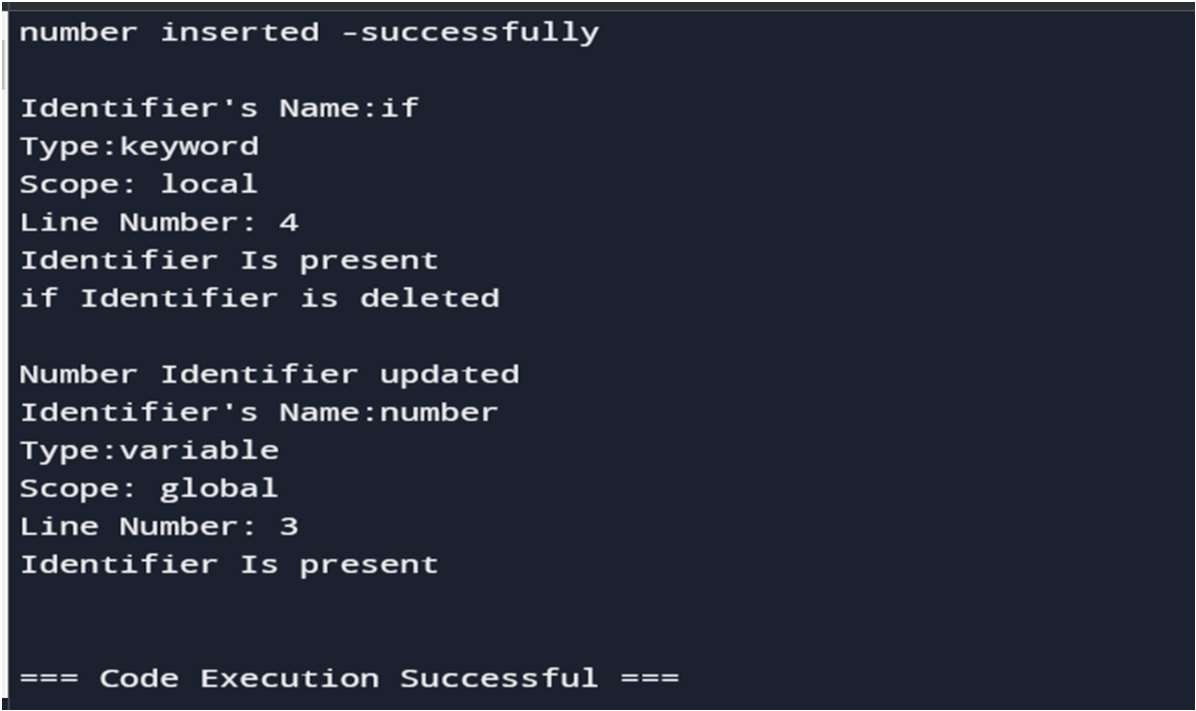 number inserted -successfully
Identifier's Name:if
Type:keyword
Scope: local
Line Number: 4
Identifier Is present
if Identifier is deleted
Number Identifier updated
Identifier's Name:number
Type:variable
Scope: global
Line Number: 3
Identifier Is present
=== Code Execution Successful ===